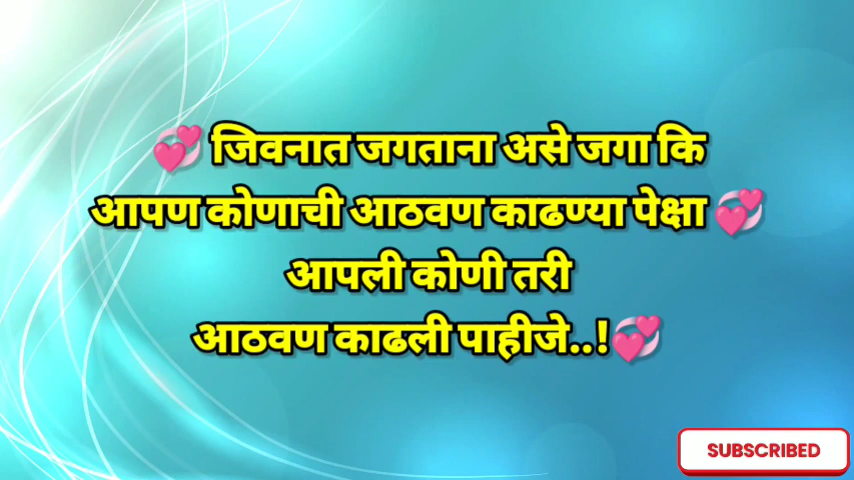 💞 जिवनात जगताना असे जगा कि
आपण कोणाची आठवण काढण्या पेक्षा 💞
आपली कोणी तरी
आठवण काढली पाहीजे..!💞
SUBSCRIBED